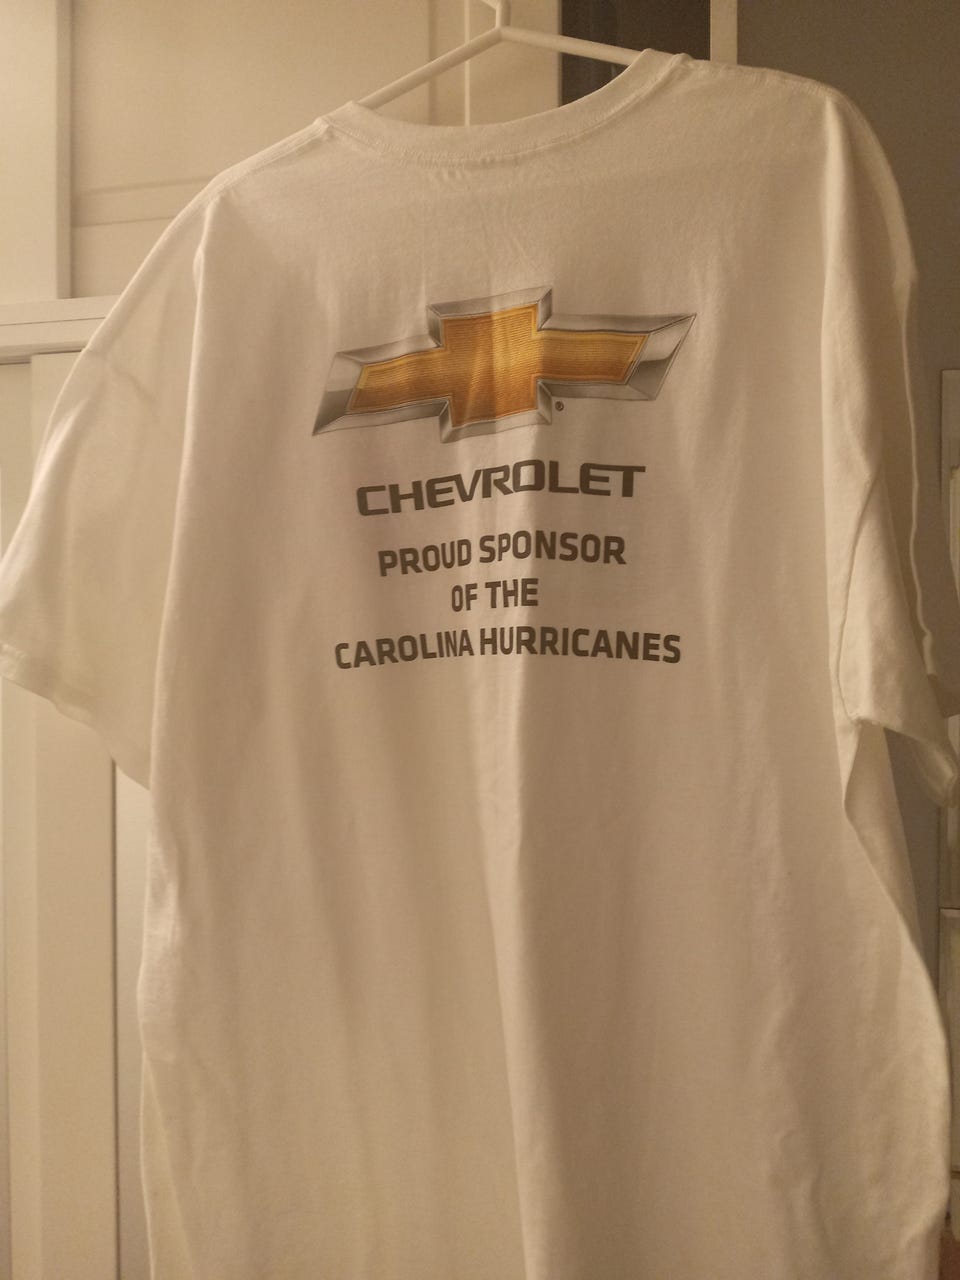 ®
CHEVROLET
PROUD SPONSOR
OF THE
CAROLINA HURRICANES